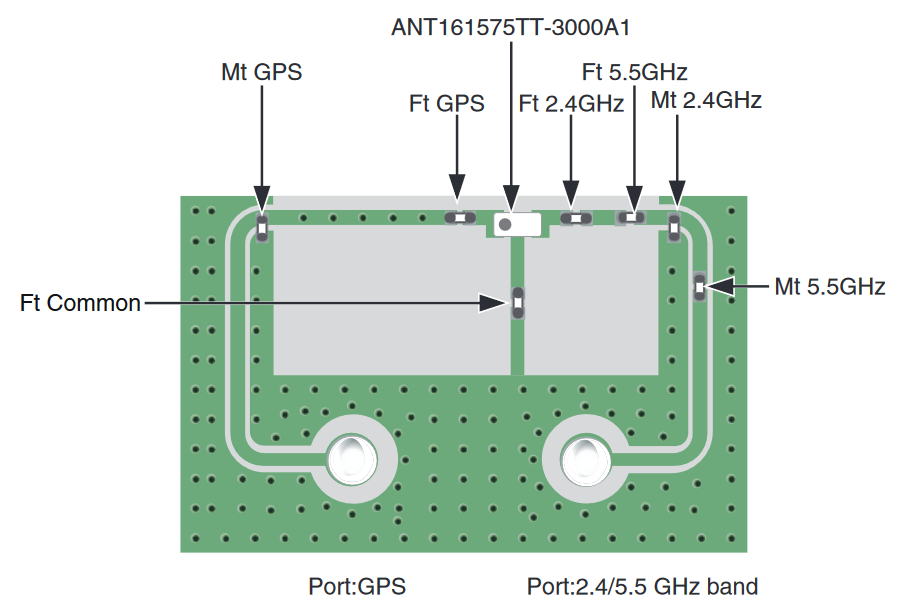 ANT161575TT-3000A1
Mt GPS
Ft 5.5GHz
Ft GPS
Ft 2.4GHz
Mt 2.4GHz
Ft Common
Mt 5.5GHz
Port:GPS
Port:2.4/5.5 GHz band